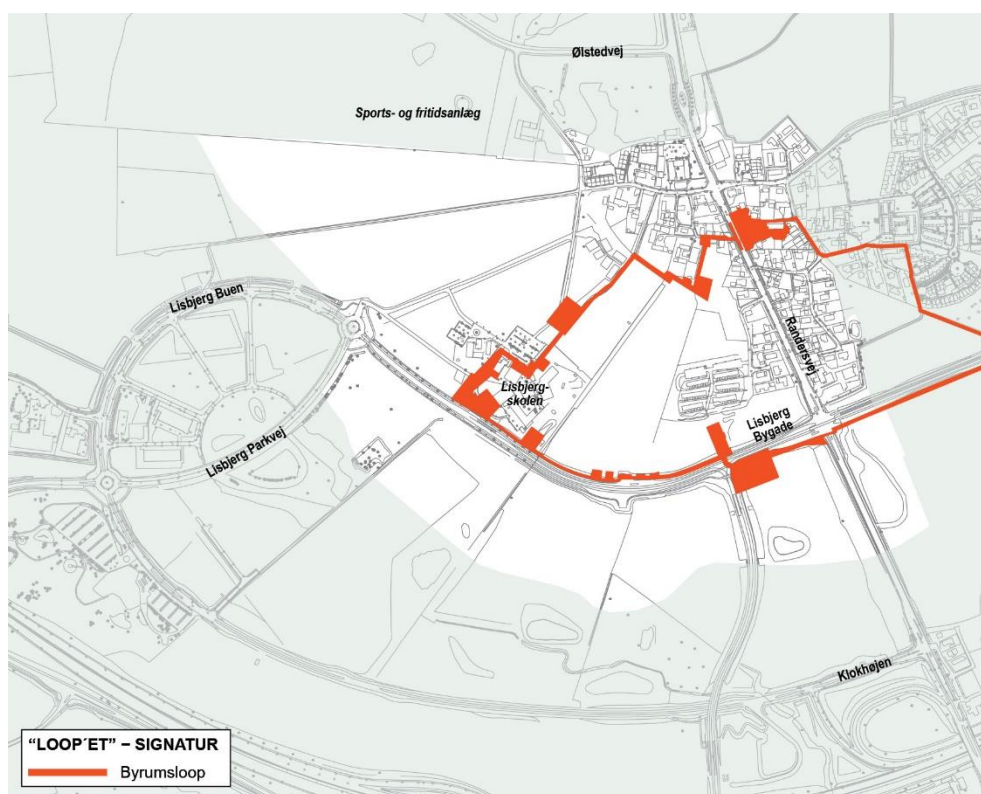 Ølstedvej
Sports- og fritidsanlæg
Lisbjerg Buen
Randersvej
Lisbjerg-
skolen
Lisbjerg
Bygade
Lisbjerg Parkvej
Klokhøjen
"LOOP´ET" – SIGNATUR
Byrumsloop